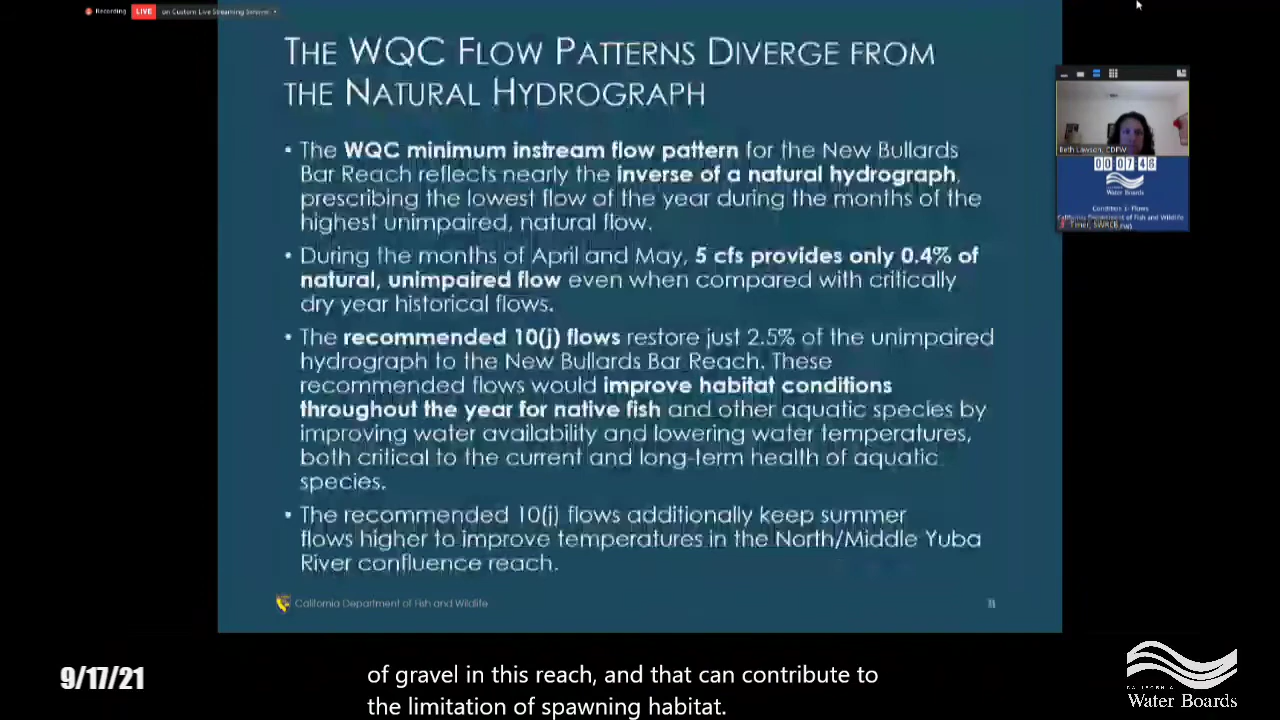 Recording LIVE on Custom Live Streaming Service
THE WQC FLOW PATTERNS DIVERGE FROM
THE NATURAL HYDROGRAPH
• The WQC minimum instream flow pattern for the New Bullards
Bar Reach reflects nearly the inverse of a natural hydrograph,
prescribing the lowest flow of the year during the months of the
highest unimpaired, natural flow.
• During the months of April and May, 5 cfs provides only 0.4% of
natural, unimpaired flow even when compared with critically
dry year historical flows.
• The recommended 10(j) flows restore just 2.5% of the unimpaired
hydrograph to the New Bullards Bar Reach. These
recommended flows would improve habitat conditions
throughout the year for native fish and other aquatic species by
improving water availability and lowering water temperatures,
both critical to the current and long-term health of aquatic
species.
• The recommended 10(j) flows additionally keep summer
flows higher to improve temperatures in the North/Middle Yuba
River confluence reach.
California Department of Fish and Wildlife
Beth Lawson, CDFW
00:07:46
Water Boards
Condition 1: Flows
California Department of Fish and Wildlife
Timer, SWRCB
9/17/21
of gravel in this reach, and that can contribute to
the limitation of spawning habitat.
CALIFORNIA
Water Boards